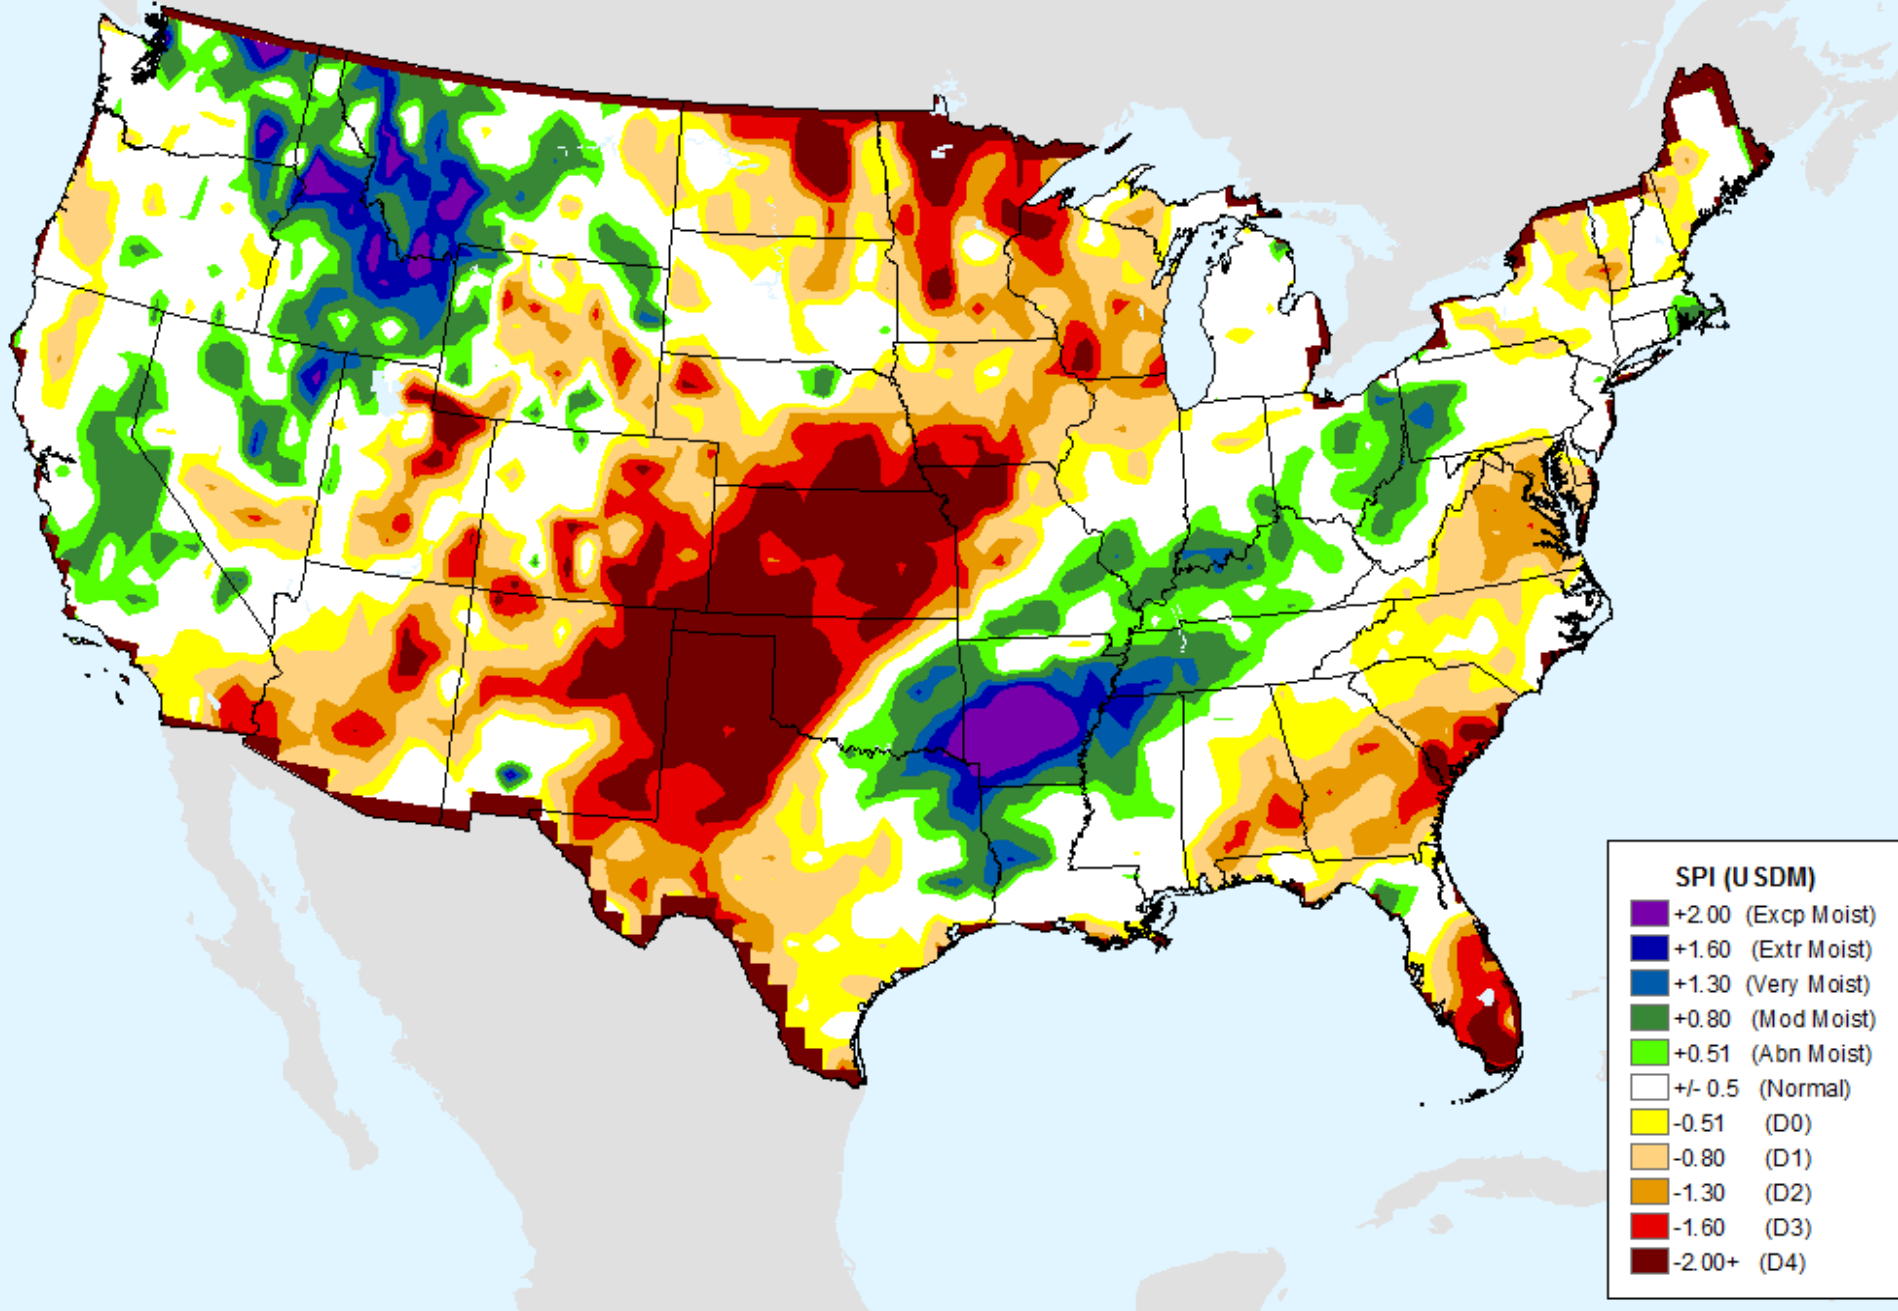 SPI (USDM)
+2.00 (Excp Moist)
+1.60 (Extr Moist)
+1.30 (Very Moist)
+0.80 (Mod Moist)
+0.51 (Abn Moist)
+/- 0.5 (Normal)
-0.51 (D0)
-0.80 (D1)
-1.30 (D2)
-1.60 (D3)
-2.00+ (D4)